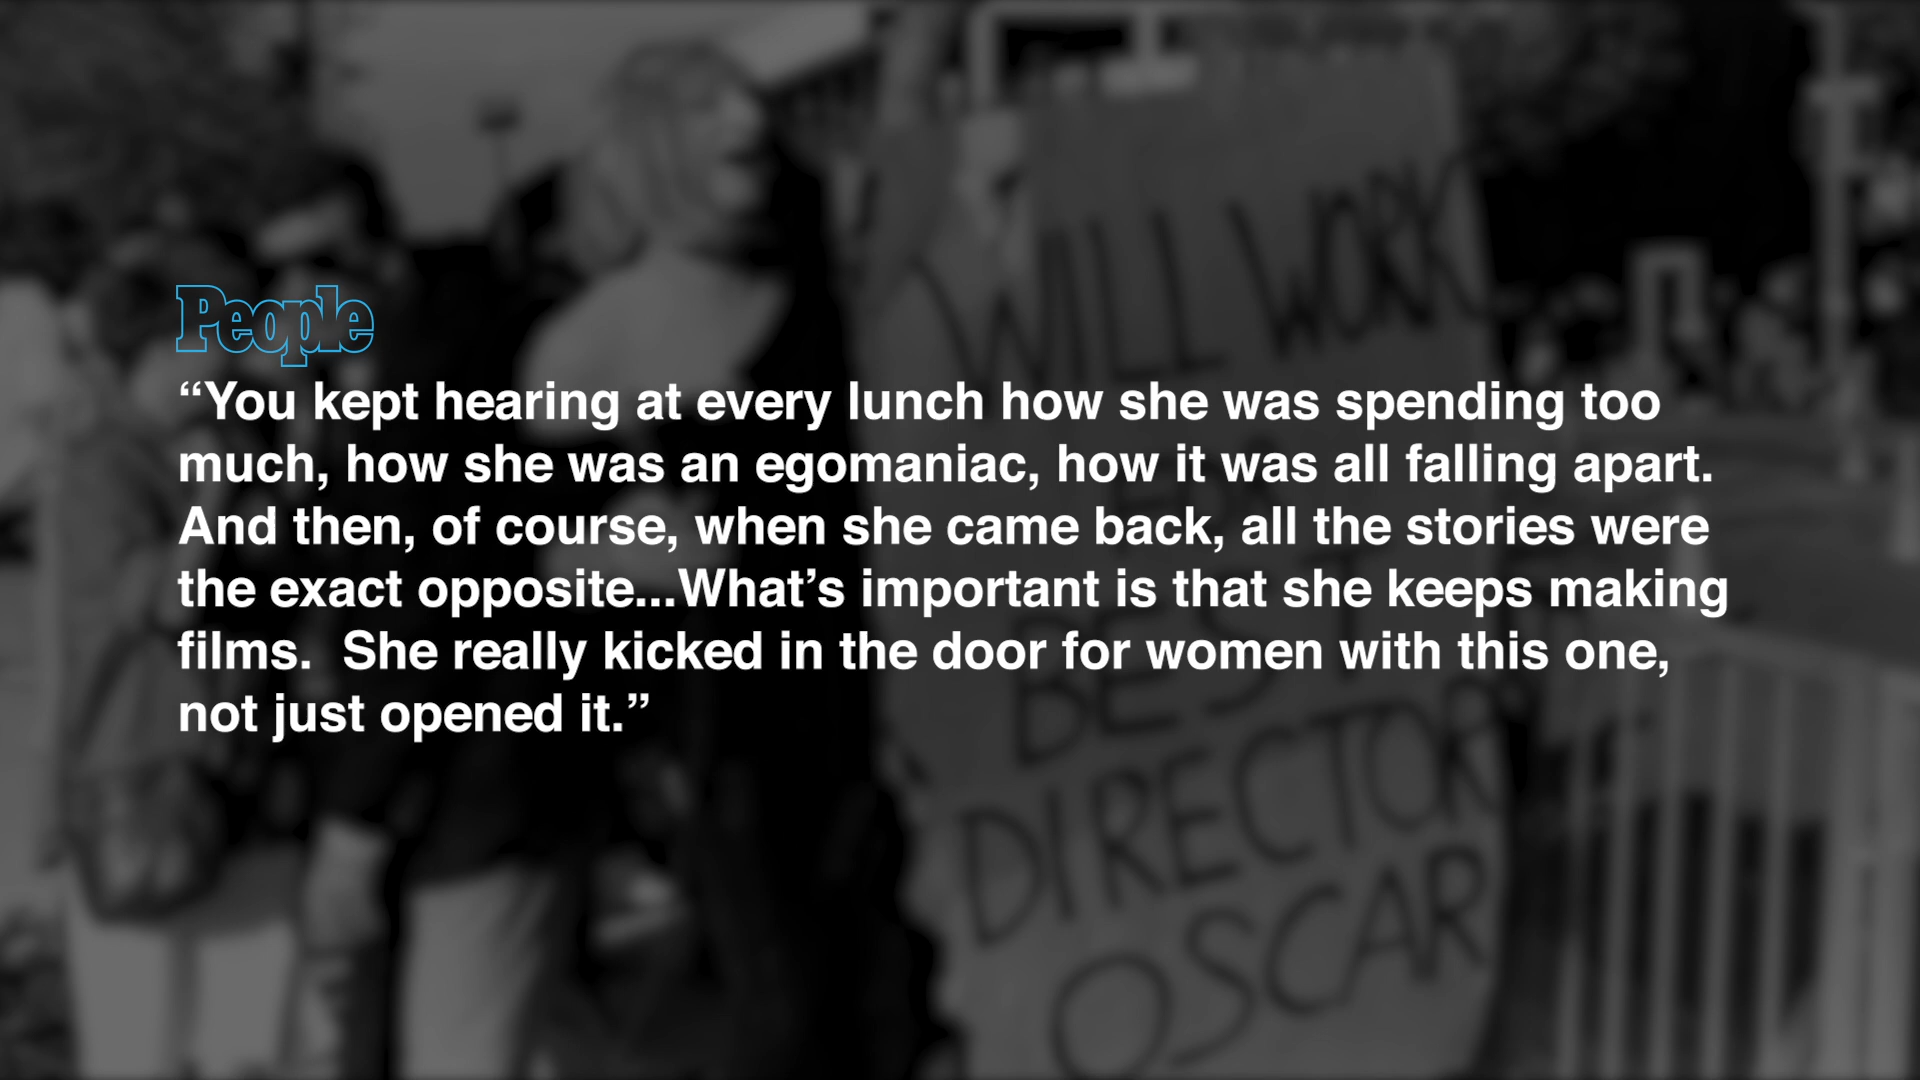 People
“You kept hearing at every lunch how she was spending too
much, how she was an egomaniac, how it was all falling apart.
And then, of course, when she came back, all the stories were
the exact opposite...What’s important is that she keeps making
films.  She really kicked in the door for women with this one,
not just opened it.”
WILL WORK
FOR
BEST
DIRECTOR
OSCAR